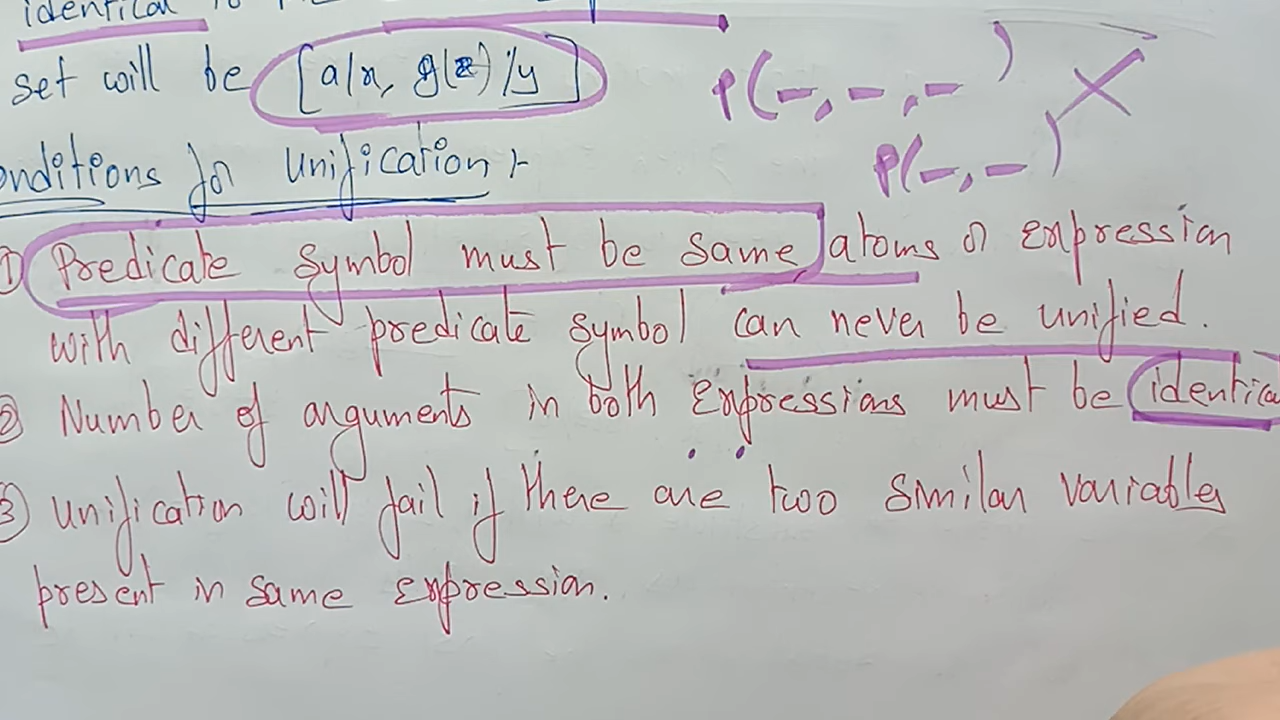 identical to
set will be [a/x, g(z)/y]
P(–, –, –)
P(–, –)
onditions for unification :-
① Predicate symbol must be same atoms or expression
with different predicate symbol can never be unified.
② Number of arguments in both expressions must be identica
③ unification will fail if there are two similar variables
present in same expression.